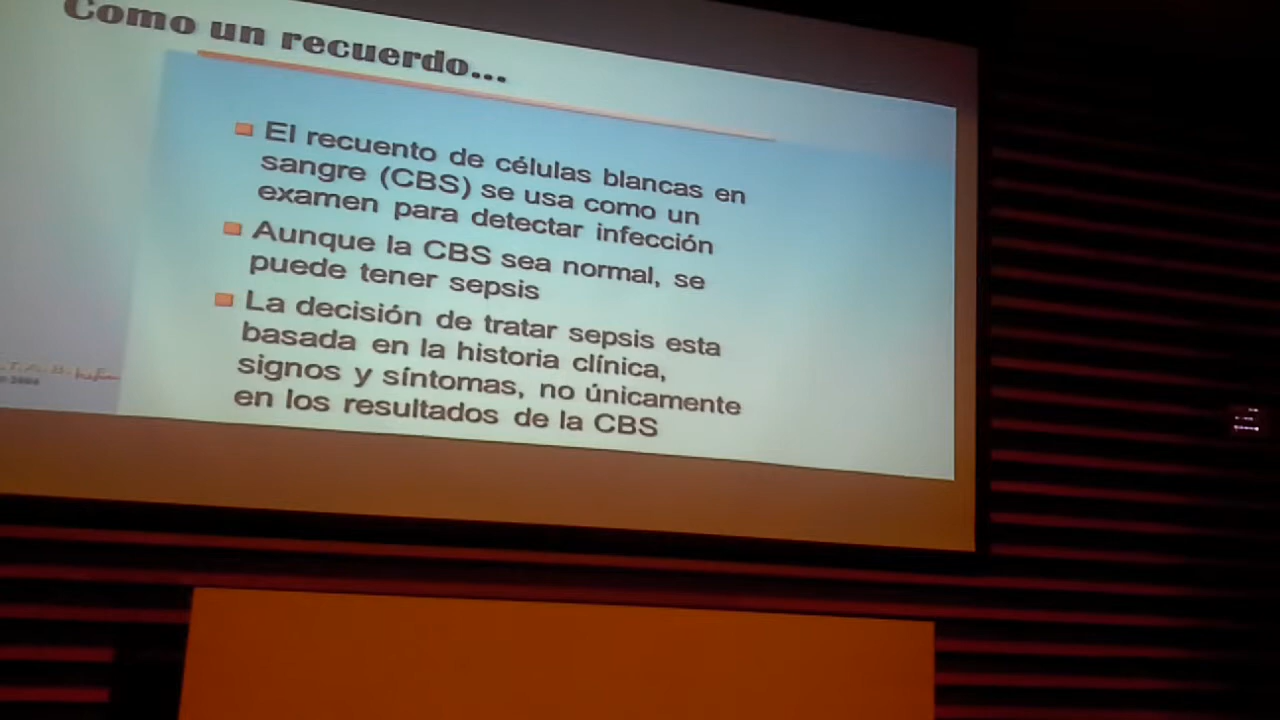 Como un recuerdo...
El recuento de células blancas en
sangre (CBS) se usa como un
examen para detectar infección
Aunque la CBS sea normal, se
puede tener sepsis
La decisión de tratar sepsis esta
basada en la historia clínica,
signos y síntomas, no únicamente
en los resultados de la CBS